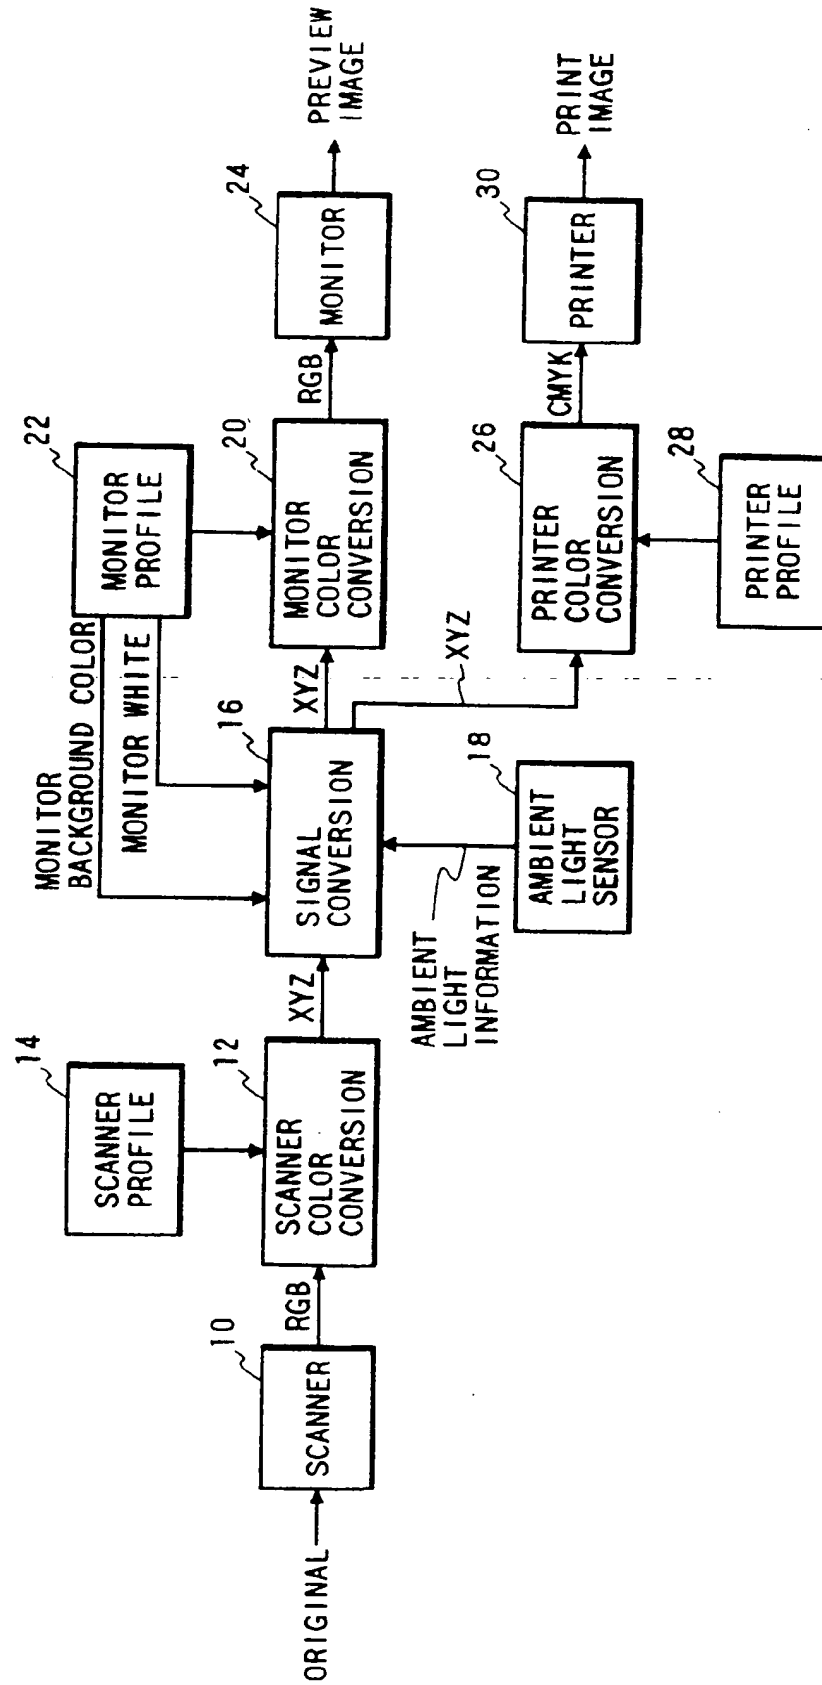 ORIGINAL
10
SCANNER
RGB
14
SCANNER
PROFILE
12
SCANNER
COLOR
CONVERSION
XYZ
MONITOR
BACKGROUND COLOR
MONITOR WHITE
16
SIGNAL
CONVERSION
AMBIENT
LIGHT
INFORMATION
18
AMBIENT
LIGHT
SENSOR
XYZ
XYZ
22
MONITOR
PROFILE
20
MONITOR
COLOR
CONVERSION
RGB
24
MONITOR
PREVIEW
IMAGE
26
PRINTER
COLOR
CONVERSION
28
PRINTER
PROFILE
CMYK
30
PRINTER
PRINT
IMAGE